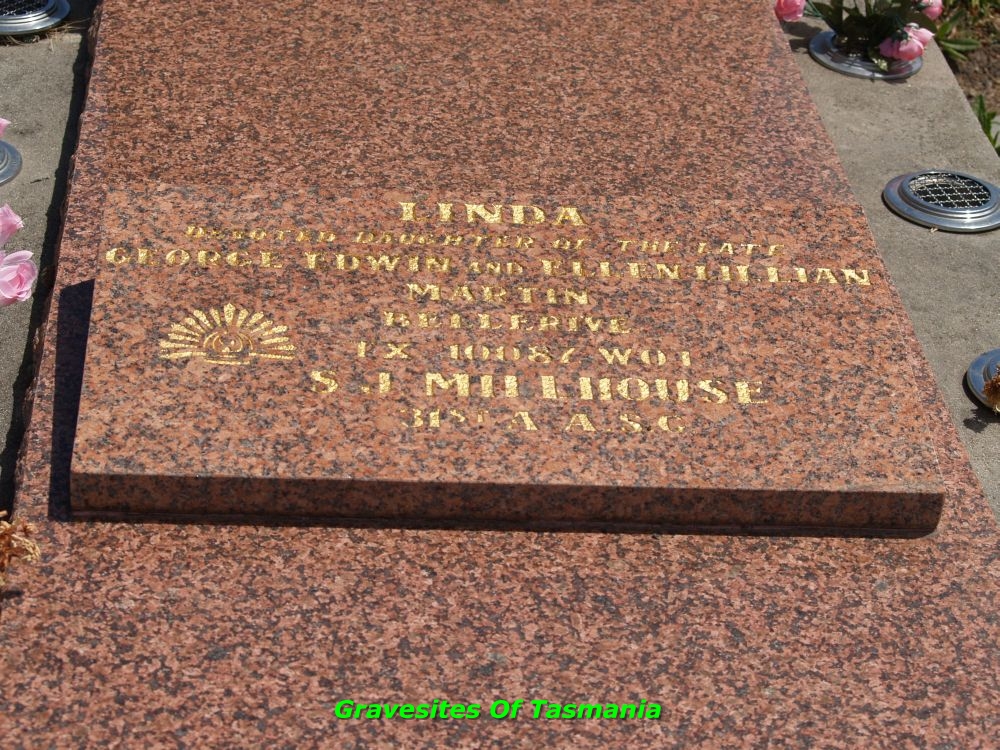 LINDA
DEVOTED DAUGHTER OF THE LATE
GEORGE EDWIN AND ELLEN LILLIAN
MARTIN
BELLERIVE
TX 10087 WO1
S. J. MILLHOUSE
31ST A. A.S.G
Gravesites Of Tasmania